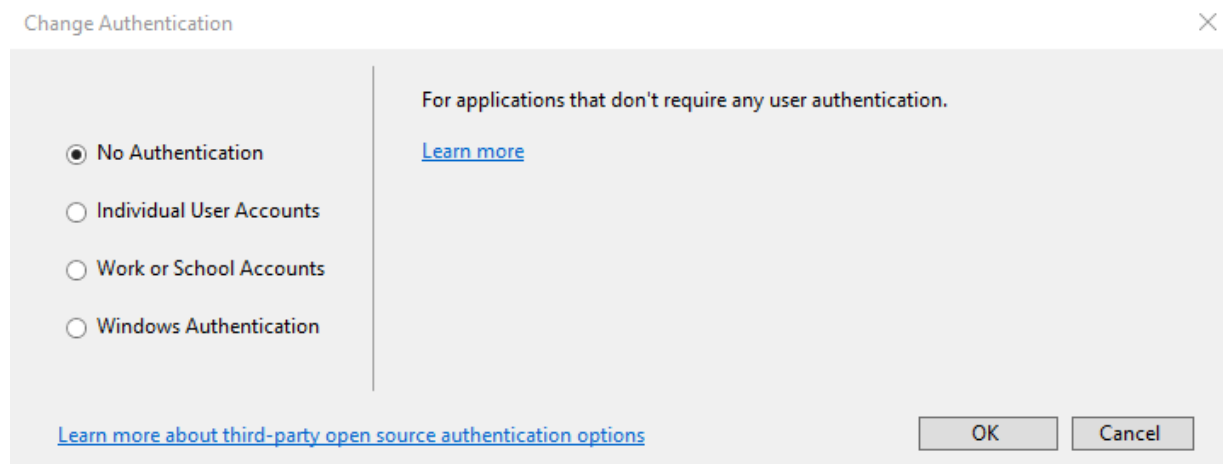 Change Authentication
For applications that don't require any user authentication.
Learn more
No Authentication
Individual User Accounts
Work or School Accounts
Windows Authentication
Learn more about third-party open source authentication options
OK
Cancel